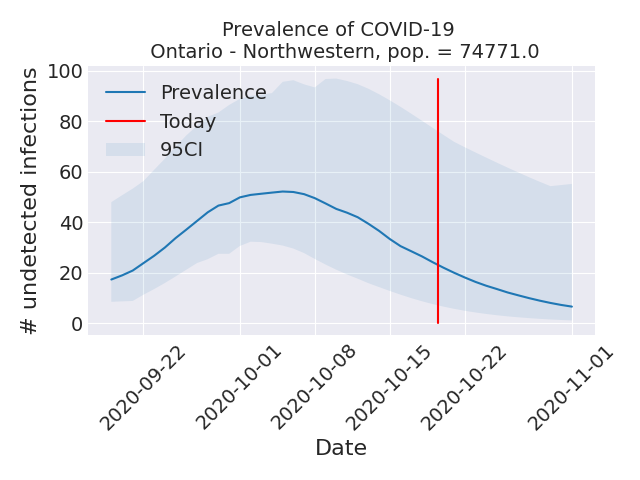 Prevalence of COVID-19
Ontario - Northwestern, pop. = 74771.0
# undetected infections
100
80
60
40
20
0
Prevalence
Today
95CI
2020-09-22
2020-10-01
2020-10-08
2020-10-15
2020-10-22
2020-11-01
Date